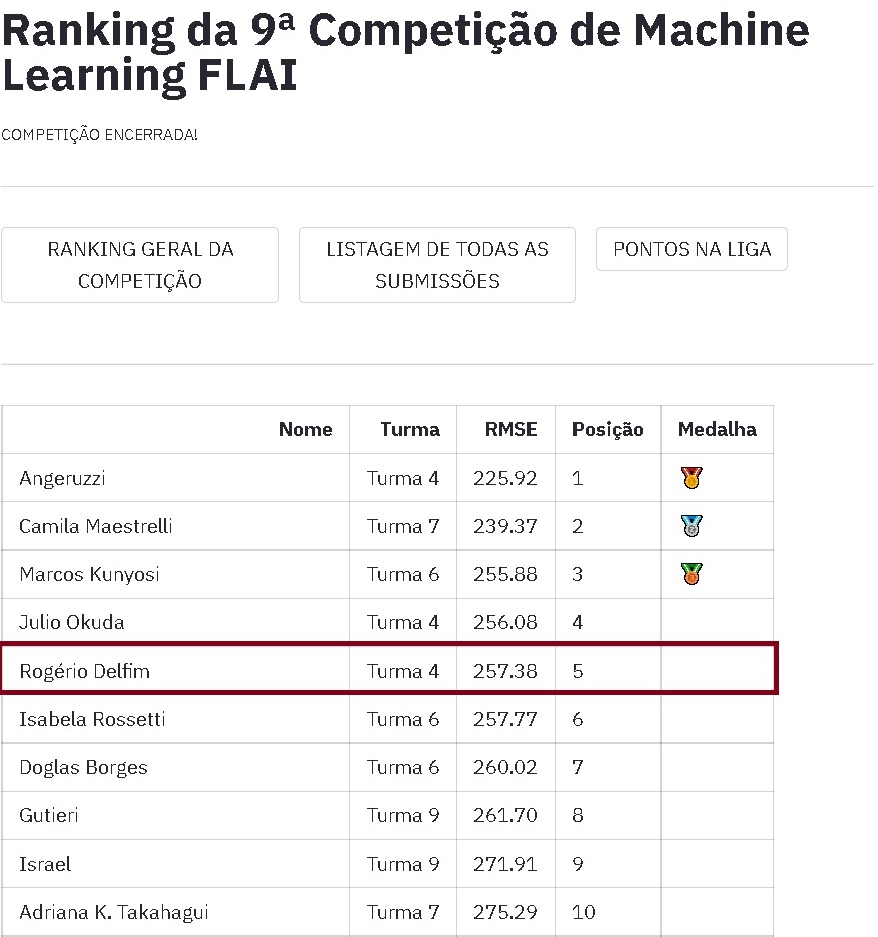 Ranking da 9ª Competição de Machine
Learning FLAI
COMPETIÇÃO ENCERRADA!
RANKING GERAL DA
COMPETIÇÃO
LISTAGEM DE TODAS AS
SUBMISSÕES
PONTOS NA LIGA
Nome Turma RMSE Posição Medalha
Angeruzzi Turma 4 225.92 1
Camila Maestrelli Turma 7 239.37 2
Marcos Kunyosi Turma 6 255.88 3
Julio Okuda Turma 4 256.08 4
Rogério Delfim Turma 4 257.38 5
Isabela Rossetti Turma 6 257.77 6
Doglas Borges Turma 6 260.02 7
Gutieri Turma 9 261.70 8
Israel Turma 9 271.91 9
Adriana K. Takahagui Turma 7 275.29 10